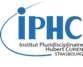 IPHC
Institut Pluridisciplinaire
Hubert CURIEN
STRASBOURG